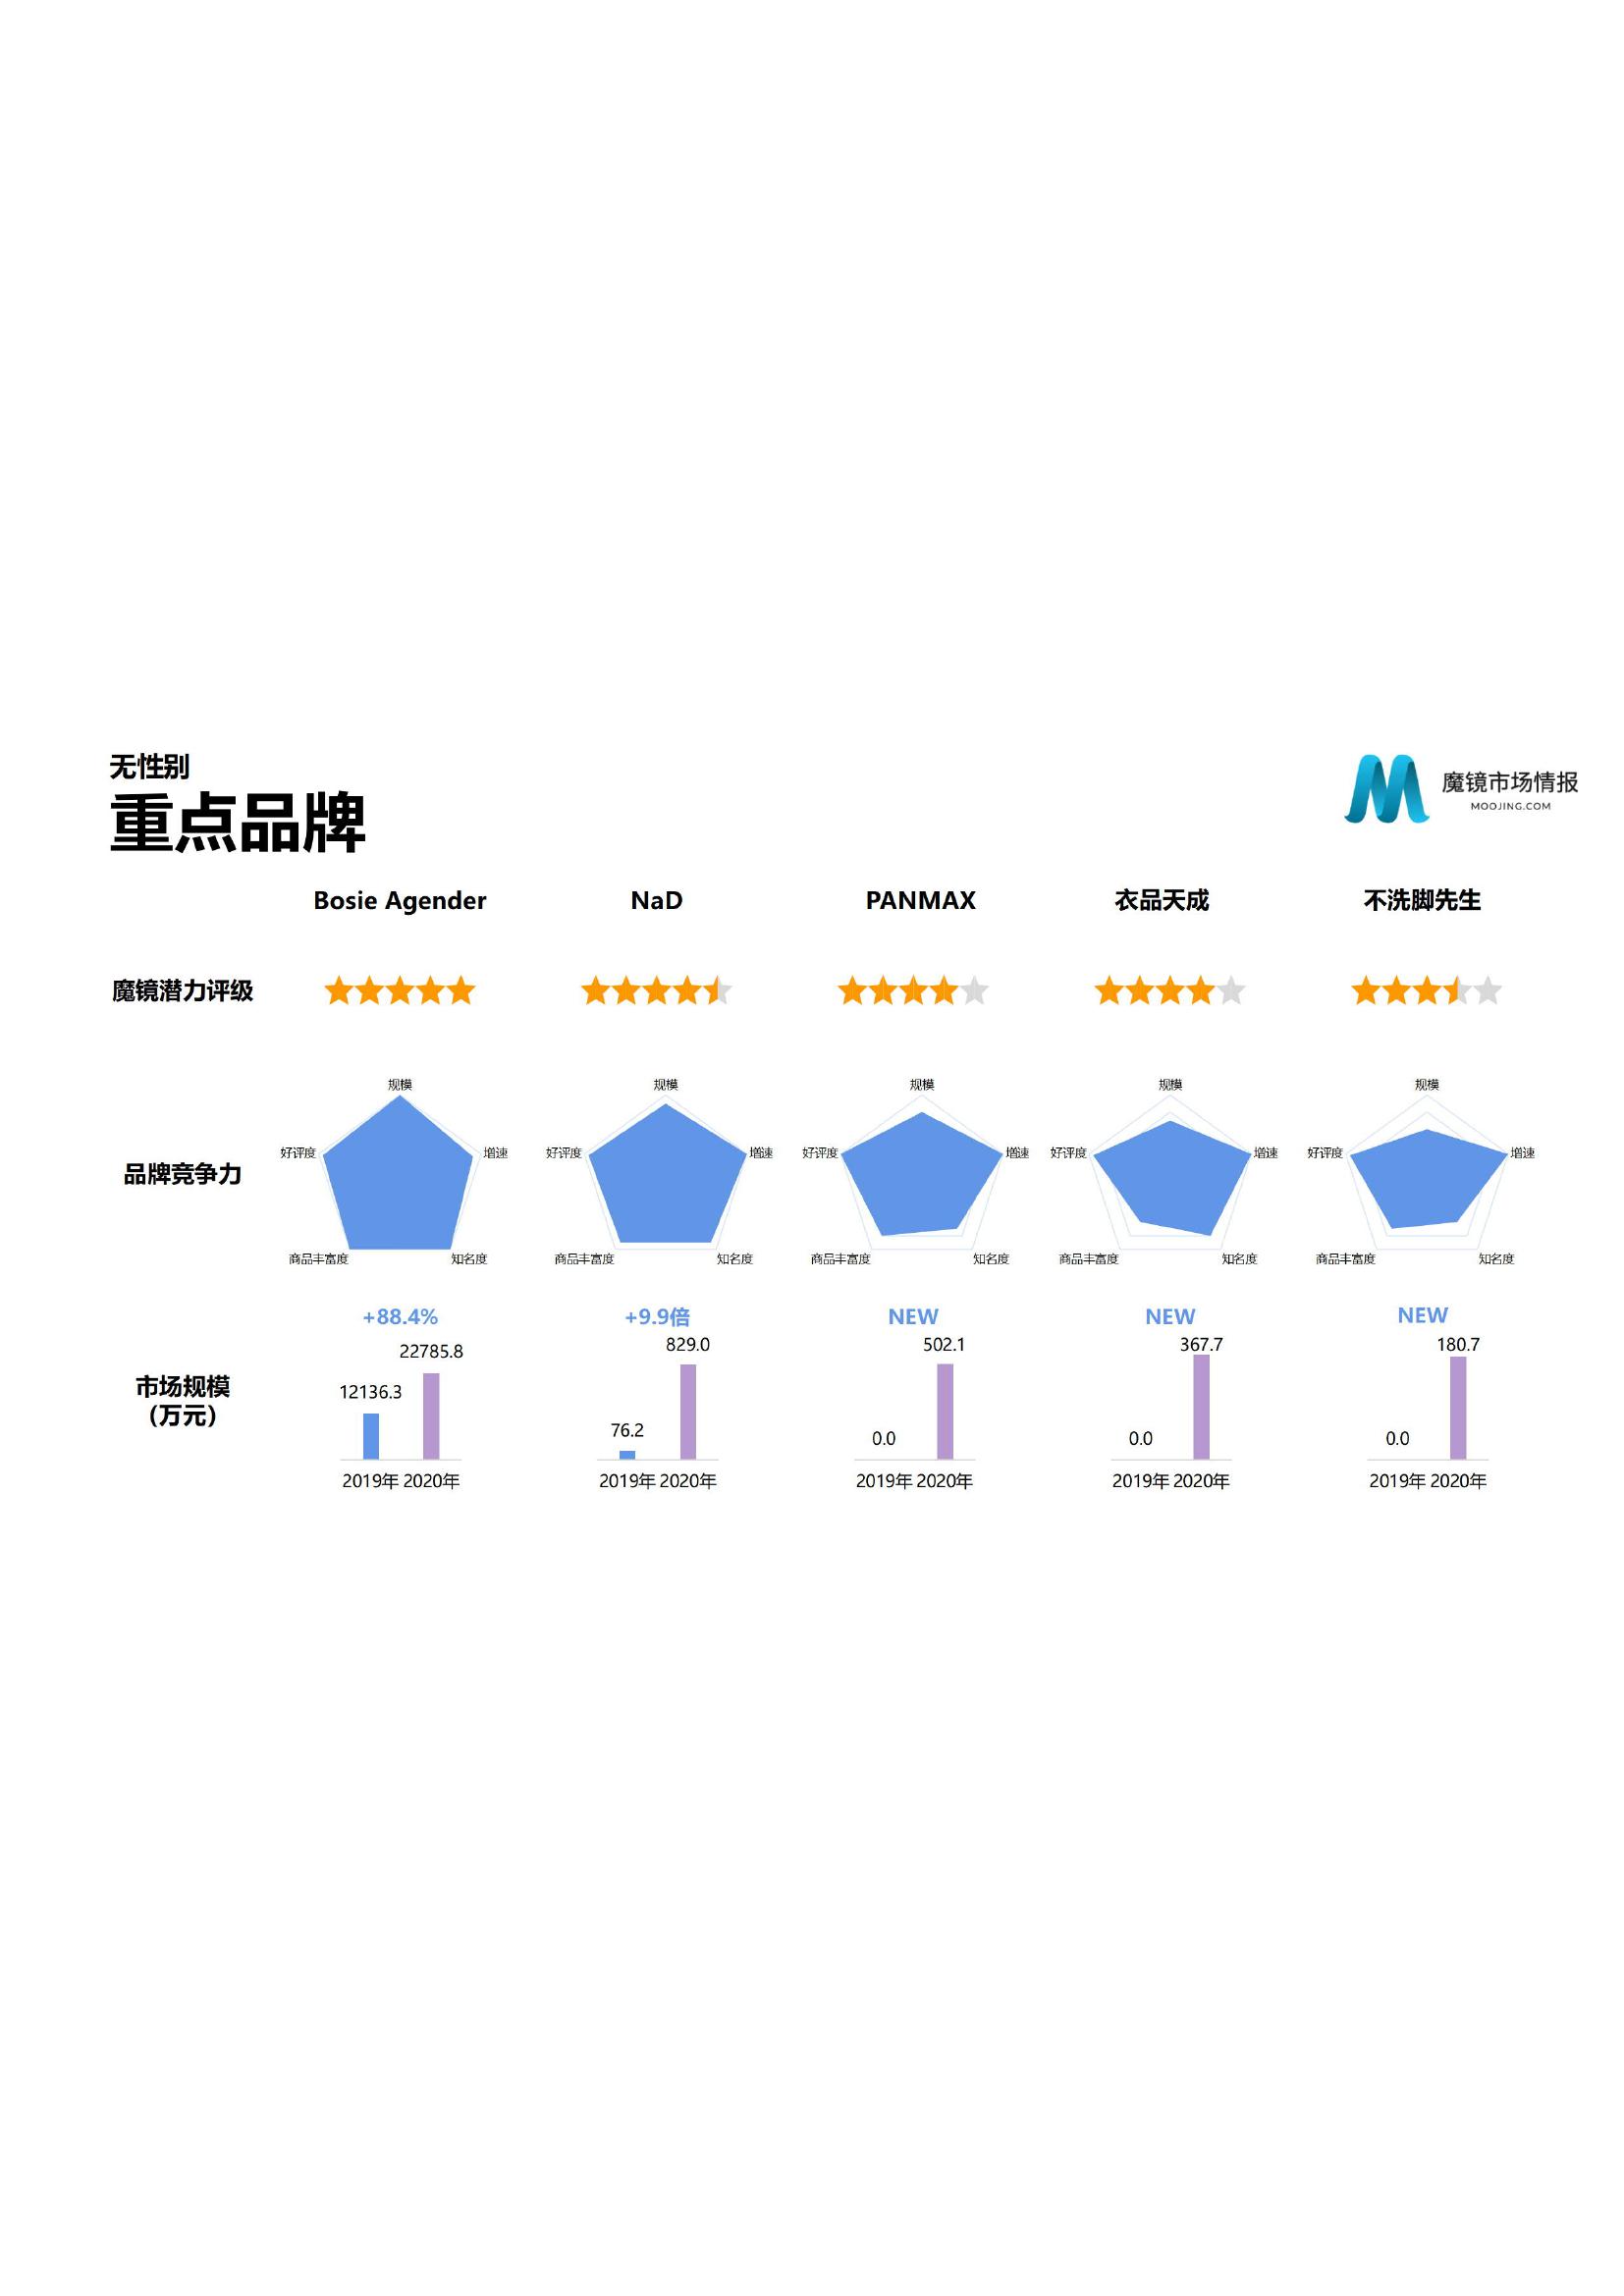 无性别
重点品牌
魔镜市场情报
MOOJING.COM
Bosie Agender
NaD
PANMAX
衣品天成
不洗脚先生
魔镜潜力评级
品牌竞争力
规模
增速
知名度
商品丰富度
好评度
规模
增速
知名度
商品丰富度
好评度
规模
增速
知名度
商品丰富度
好评度
规模
增速
知名度
商品丰富度
好评度
规模
增速
知名度
商品丰富度
好评度
市场规模
（万元）
+88.4%
22785.8
12136.3
2019年 2020年
+9.9倍
829.0
76.2
2019年 2020年
NEW
502.1
0.0
2019年 2020年
NEW
367.7
0.0
2019年 2020年
NEW
180.7
0.0
2019年 2020年